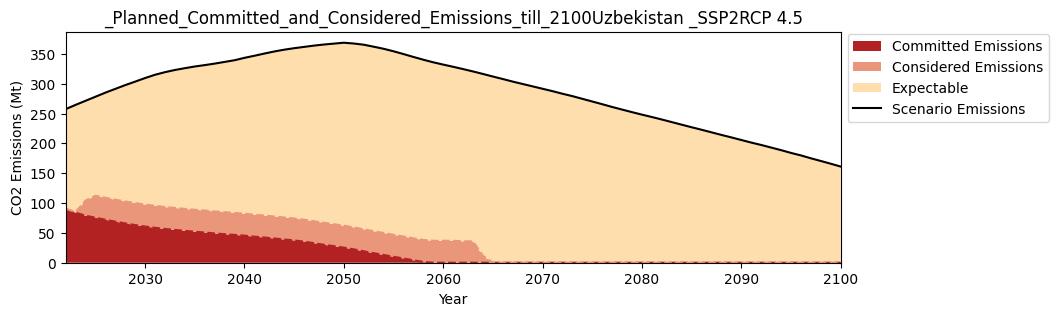 _Planned_Committed_and_Considered_Emissions_till_2100Uzbekistan _SSP2RCP 4.5
CO2 Emissions (Mt)
350
300
250
200
150
100
50
0
2030 2040 2050 2060 2070 2080 2090 2100
Year
Committed Emissions
Considered Emissions
Expectable
Scenario Emissions